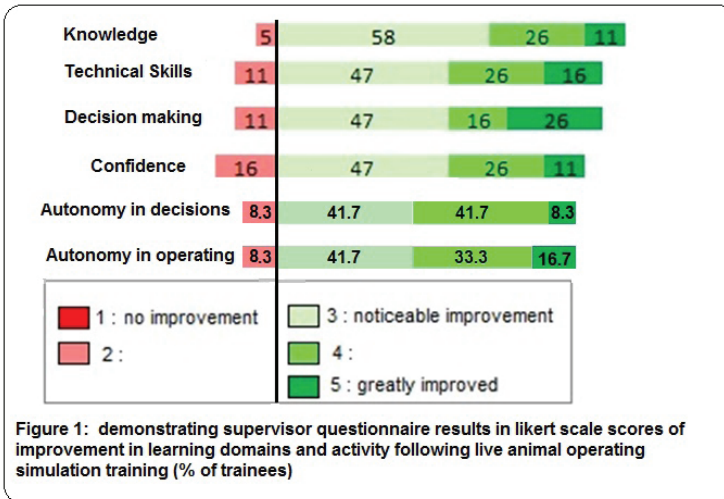 Knowledge 5 58 26 11
Technical Skills 11 47 26 16
Decision making 11 47 16 26
Confidence 16 47 26 11
Autonomy in decisions 8.3 41.7 41.7 8.3
Autonomy in operating 8.3 41.7 33.3 16.7
1 : no improvement
2 :
3 : noticeable improvement
4 :
5 : greatly improved
Figure 1: demonstrating supervisor questionnaire results in likert scale scores of
improvement in learning domains and activity following live animal operating
simulation training (% of trainees)